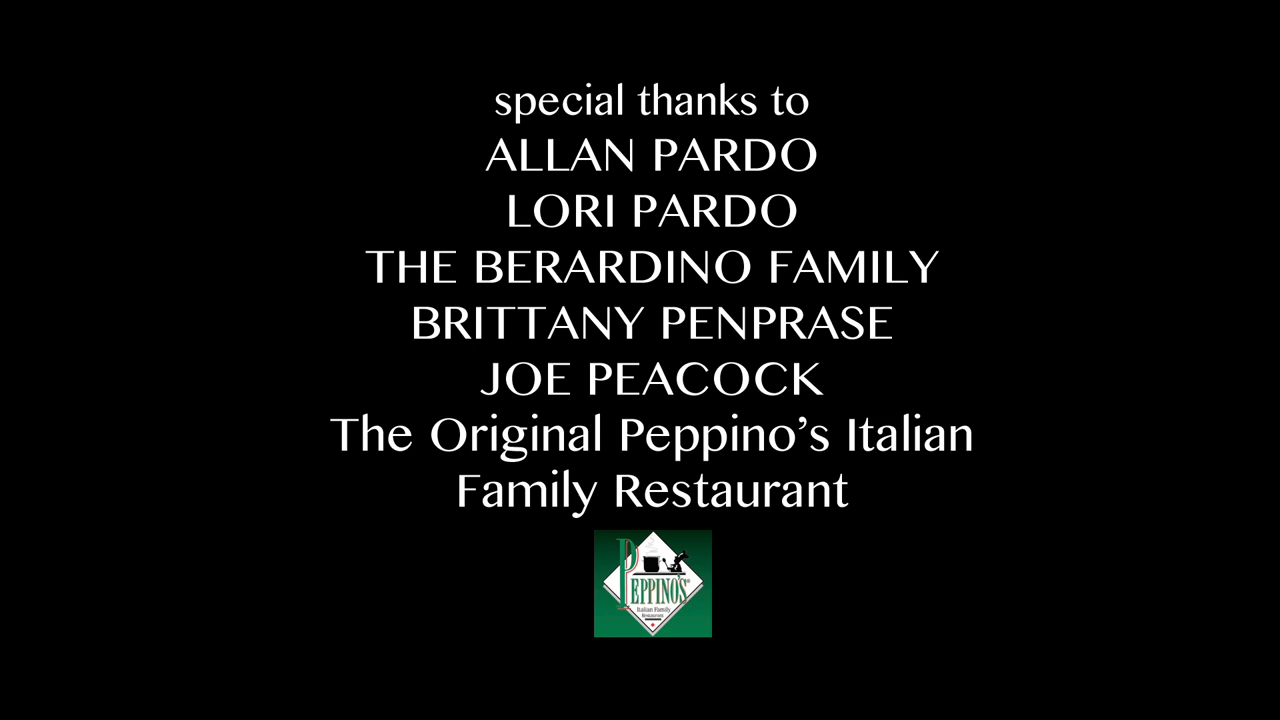 special thanks to
ALLAN PARDO
LORI PARDO
THE BERARDINO FAMILY
BRITTANY PENPRASE
JOE PEACOCK
The Original Peppino’s Italian
Family Restaurant
PEPPINO'S®
Italian Family
Restaurant